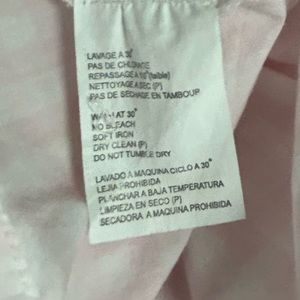 LAVAGE A 30°
PAS DE CHLORAGE
REPASSAGE A (faible)
NETTOYAGE A SEC (P)
PAS DE SECHAGE EN TAMBOUR
WASH AT 30°
NO BLEACH
SOFT IRON
DRY CLEAN (P)
DO NOT TUMBLE DRY
LAVADO A MAQUINA CICLO A 30°
LEJIA PROHIBIDA
PLANCHAR A BAJA TEMPERATURA
LIMPIEZA EN SECO (P)
SECADORA A MAQUINA PROHIBIDA